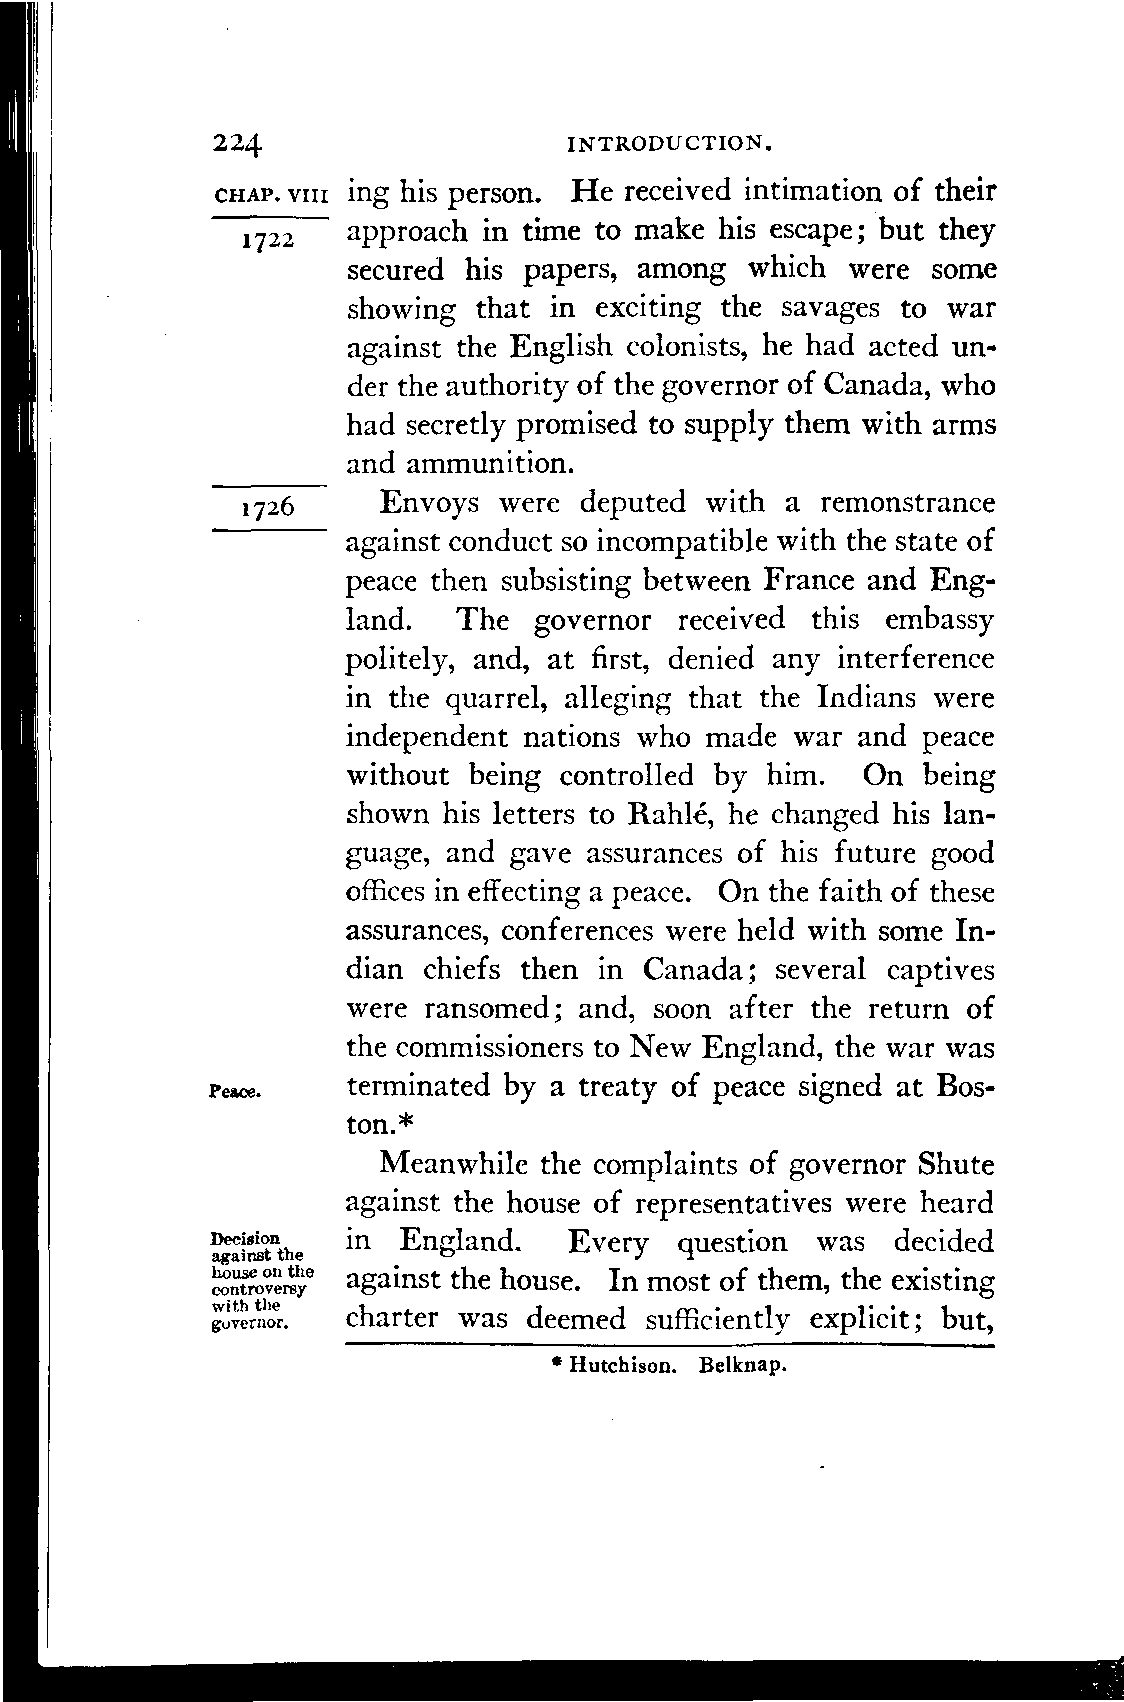 224 INTRODUCTION.
CHAP. VIII ing his person. He received intimation of their
1722 approach in time to make his escape; but they
secured his papers, among which were some
showing that in exciting the savages to war
against the English colonists, he had acted un-
der the authority of the governor of Canada, who
had secretly promised to supply them with arms
and ammunition.
1726 Envoys were deputed with a remonstrance
against conduct so incompatible with the state of
peace then subsisting between France and Eng-
land. The governor received this embassy
politely, and, at first, denied any interference
in the quarrel, alleging that the Indians were
independent nations who made war and peace
without being controlled by him. On being
shown his letters to Rahlé, he changed his lan-
guage, and gave assurances of his future good
offices in effecting a peace. On the faith of these
assurances, conferences were held with some In-
dian chiefs then in Canada; several captives
were ransomed; and, soon after the return of
the commissioners to New England, the war was
Peace. terminated by a treaty of peace signed at Bos-
ton.*
Meanwhile the complaints of governor Shute
against the house of representatives were heard
in England. Every question was decided
against the house. In most of them, the existing
charter was deemed sufficiently explicit; but,
Decision
against the
house on the
controversy
with the
governor.
* Hutchison. Belknap.